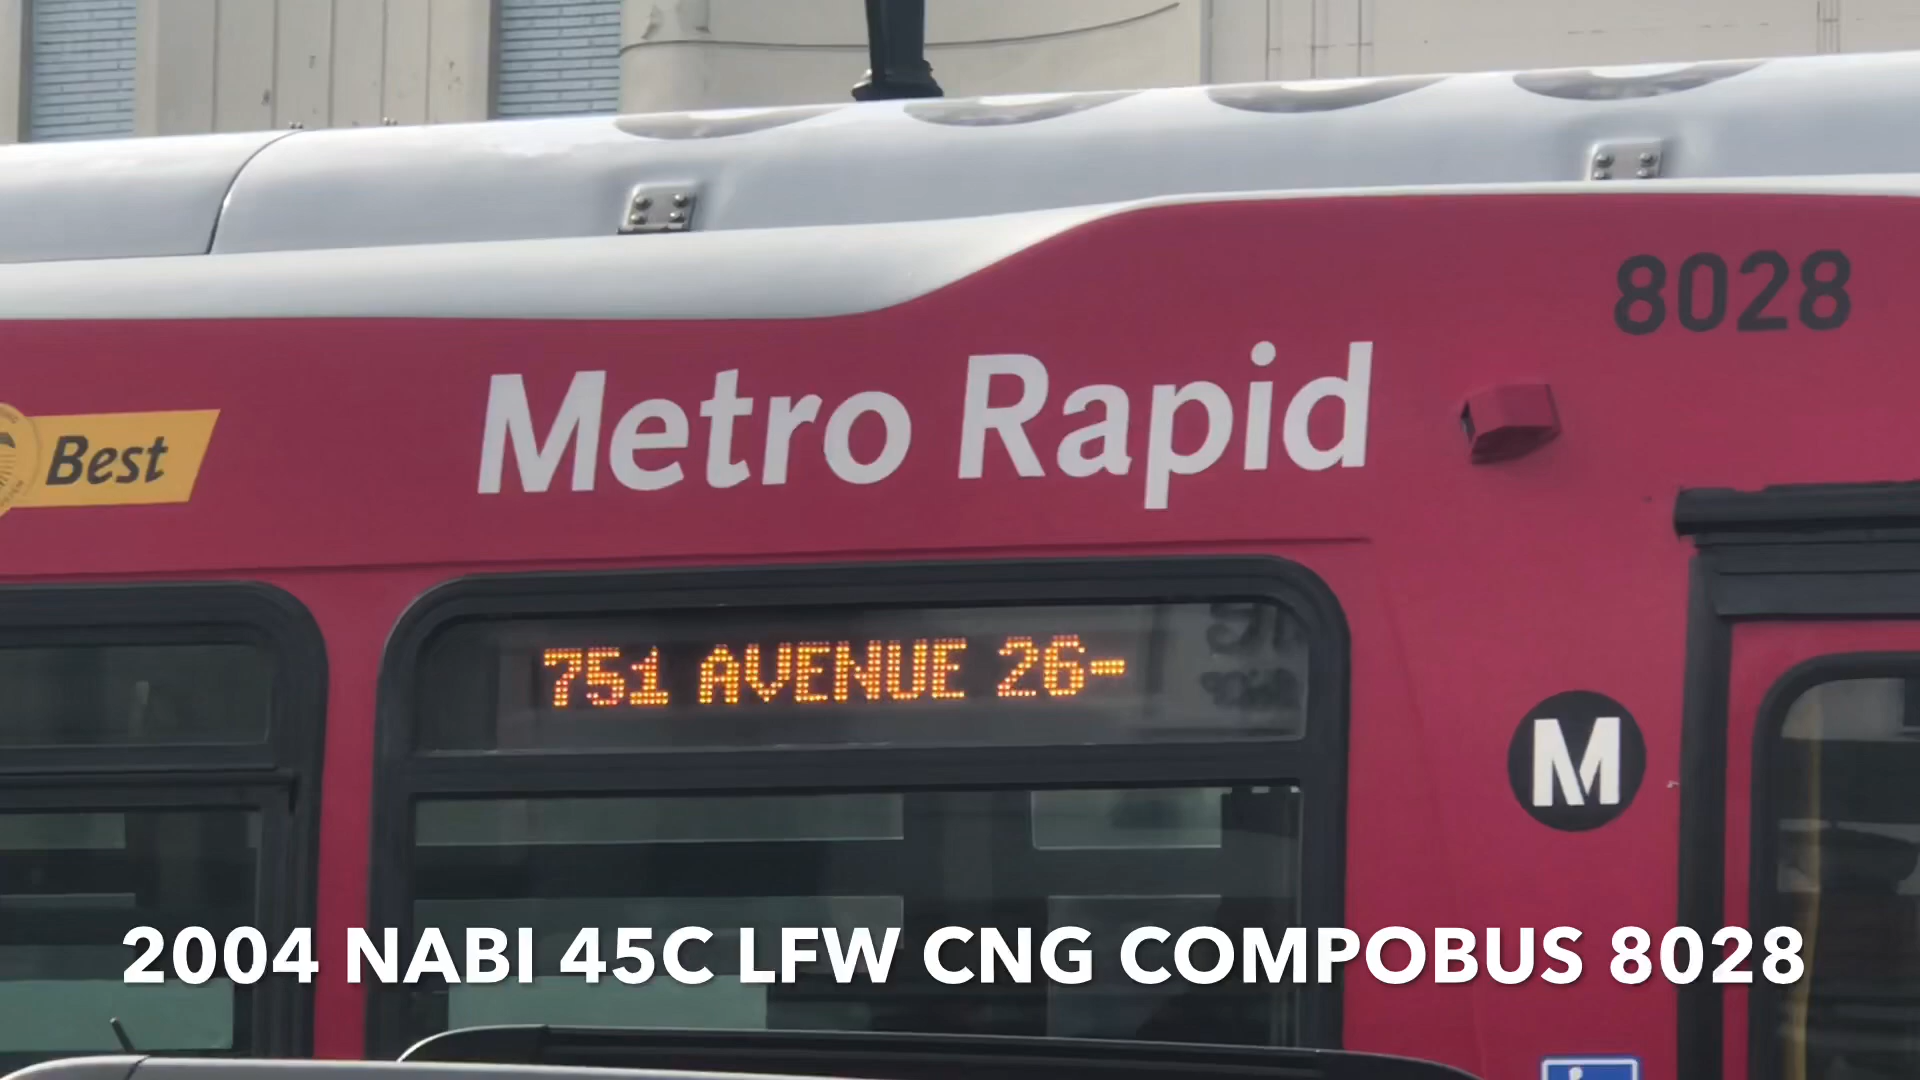 8028
Metro Rapid
Best
751 AVENUE 26-
M
2004 NABI 45C LFW CNG COMPOBUS 8028